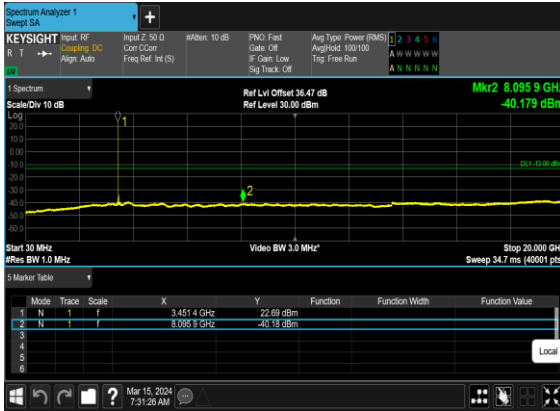 Spectrum Analyzer 1
Swept SA
+
KEYSIGHT Input: RF Input Z: 50 Ω #Atten: 10 dB PNO: Fast Avg Type: Power (RMS) 1 2 3 4 5 6
R T Coupling: DC Corr CCorr Gate: Off Avg|Hold: 100/100 A W W W W W
Align: Auto Freq Ref: Int (S) IF Gain: Low Trig: Free Run
Sig Track: Off A N N N N N
1 Spectrum
Scale/Div 10 dB Ref Lvl Offset 36.47 dB Mkr2 8.095 9 GHz
Ref Level 30.00 dBm -40.179 dBm
Log
20.0
10.0
0.00
-10.0
DL1 -13.00 dBm
-20.0
-30.0
-40.0
-50.0
-60.0
1
2
Start 30 MHz Video BW 3.0 MHz* Stop 20.000 GHz
#Res BW 1.0 MHz Sweep 34.7 ms (40001 pts)
5 Marker Table
Mode Trace Scale X Y Function Function Width Function Value
1 N 1 f 3.451 4 GHz 22.69 dBm
2 N 1 f 8.095 9 GHz -40.18 dBm
3
4
5
6
Local
? Mar 15, 2024
7:31:26 AM